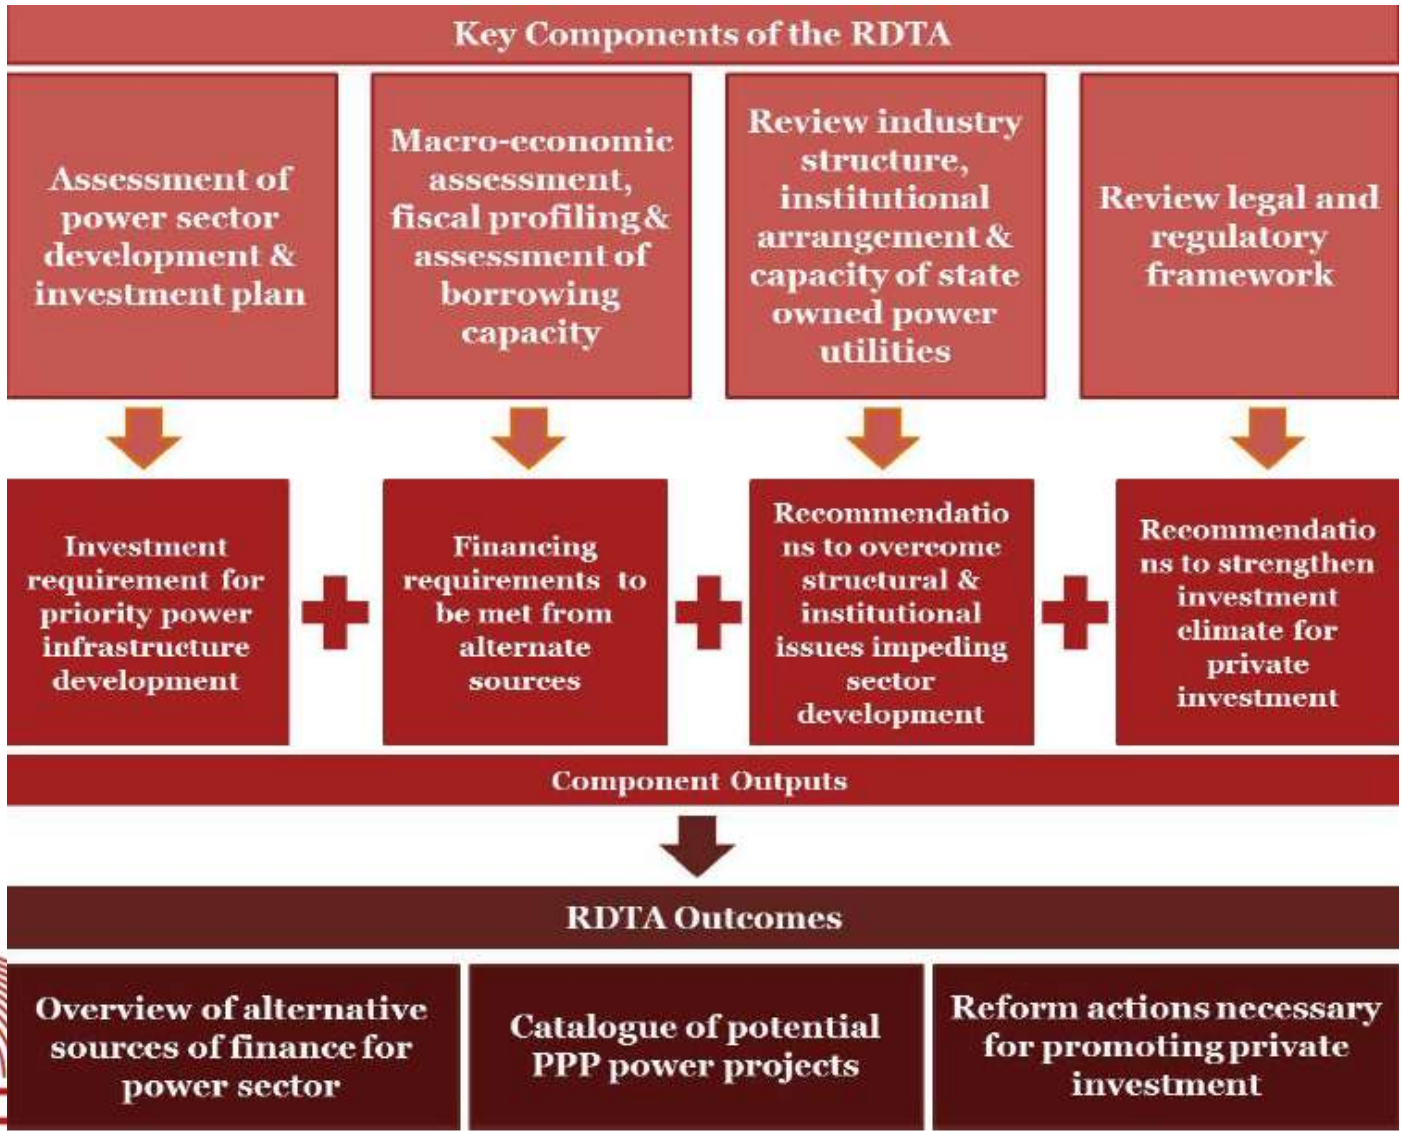 Key Components of the RDTA
Assessment of
power sector
development &
investment plan
Macro-economic
assessment,
fiscal profiling &
assessment of
borrowing
capacity
Review industry
structure,
institutional
arrangement &
capacity of state
owned power
utilities
Review legal and
regulatory
framework
Investment
requirement for
priority power
infrastructure
development
Financing
requirements to
be met from
alternate
sources
Recommendatio
ns to overcome
structural &
institutional
issues impeding
sector
development
Recommendatio
ns to strengthen
investment
climate for
private
investment
Component Outputs
RDTA Outcomes
Overview of alternative
sources of finance for
power sector
Catalogue of potential
PPP power projects
Reform actions necessary
for promoting private
investment